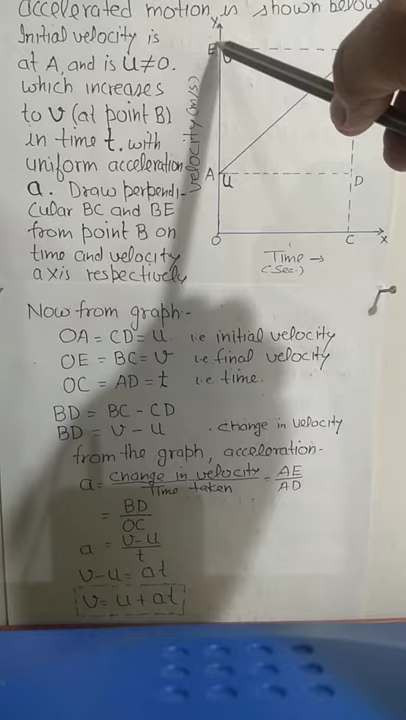 accelerated motion is shown below
Initial velocity is
at A, and is u≠0.
which increases
to v (at point B)
in time t. with
uniform acceleration
a. Draw perpendi-
cular BC and BE
from point B on
time and velocity
axis respectively
Y
E
velocity (m/s)
A
u
D
O
C
X
Time →
(Sec.)
Now from graph-
OA = CD = u. i.e initial velocity
OE = BC = v i.e final velocity
OC = AD = t i.e time.
BD = BC - CD
BD = v - u . change in velocity
from the graph, acceleration-
a = change in velocity / Time taken = AE / AD
= BD / OC
a = v-u / t
v-u = at
v = u + at